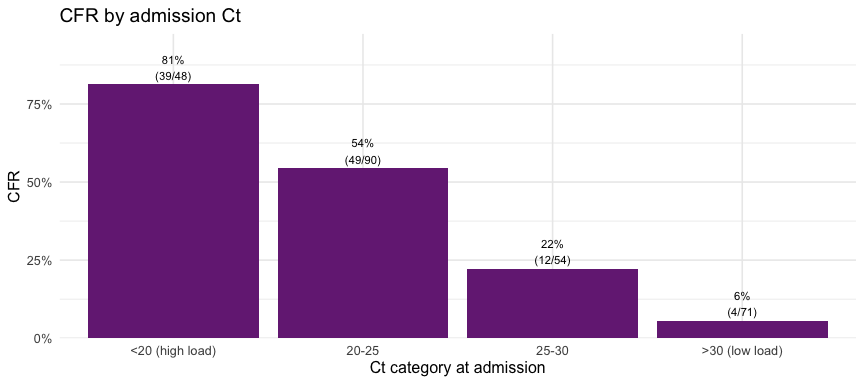 CFR by admission Ct
81%
(39/48)
54%
(49/90)
22%
(12/54)
6%
(4/71)
75%
50%
25%
0%
CFR
<20 (high load)
20-25
25-30
>30 (low load)
Ct category at admission